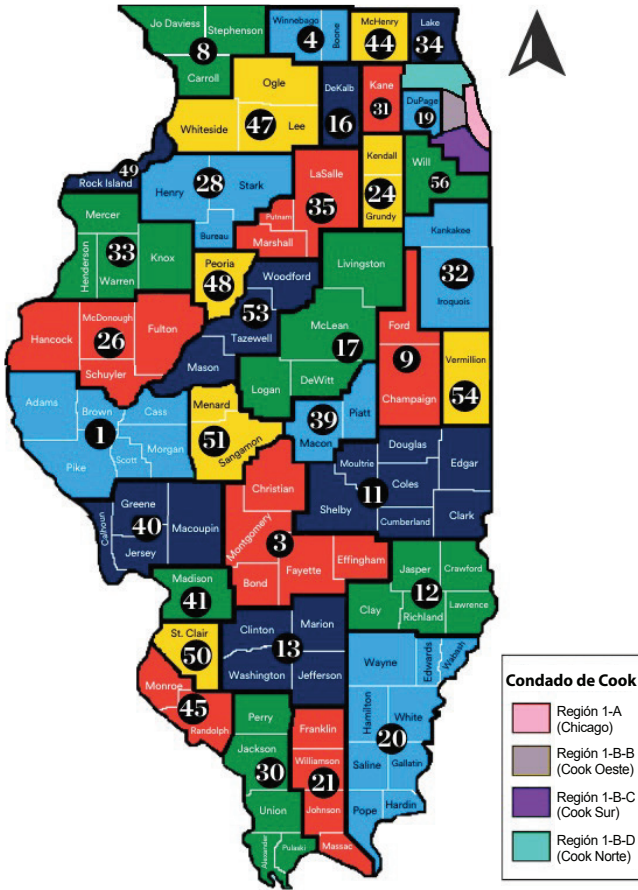 Jo Daviess
Stephenson
8
Carroll
Winnebago
4
Boone
McHenry
44
Lake
34
Ogle
47
Whiteside
Lee
DeKalb
16
Kane
31
DuPage
19
Will
56
49
Rock Island
28
Henry
Stark
Bureau
LaSalle
35
Putnam
Marshall
Kendall
24
Grundy
Mercer
33
Henderson
Warren
Knox
Peoria
48
Woodford
53
Tazewell
Mason
Livingston
McLean
17
Logan
DeWitt
Kankakee
32
Iroquois
McDonough
Hancock
26
Fulton
Schuyler
Ford
9
Champaign
Vermillion
54
Adams
Brown
Cass
1
Pike
Scott
Morgan
Menard
51
Sangamon
39
Piatt
Macon
Douglas
Moultrie
Coles
Edgar
11
Shelby
Cumberland
Clark
Greene
Calhoun
40
Jersey
Macoupin
Christian
Montgomery
3
Bond
Fayette
Effingham
Jasper
Crawford
12
Clay
Richland
Lawrence
Madison
41
St. Clair
50
Clinton
Marion
13
Washington
Jefferson
Monroe
45
Randolph
Wayne
Edwards
Wabash
Hamilton
White
20
Saline
Gallatin
Pope
Hardin
Perry
Jackson
30
Union
Alexander
Pulaski
Franklin
Williamson
21
Johnson
Massac
Condado de Cook
Región 1-A
(Chicago)
Región 1-B-B
(Cook Oeste)
Región 1-B-C
(Cook Sur)
Región 1-B-D
(Cook Norte)